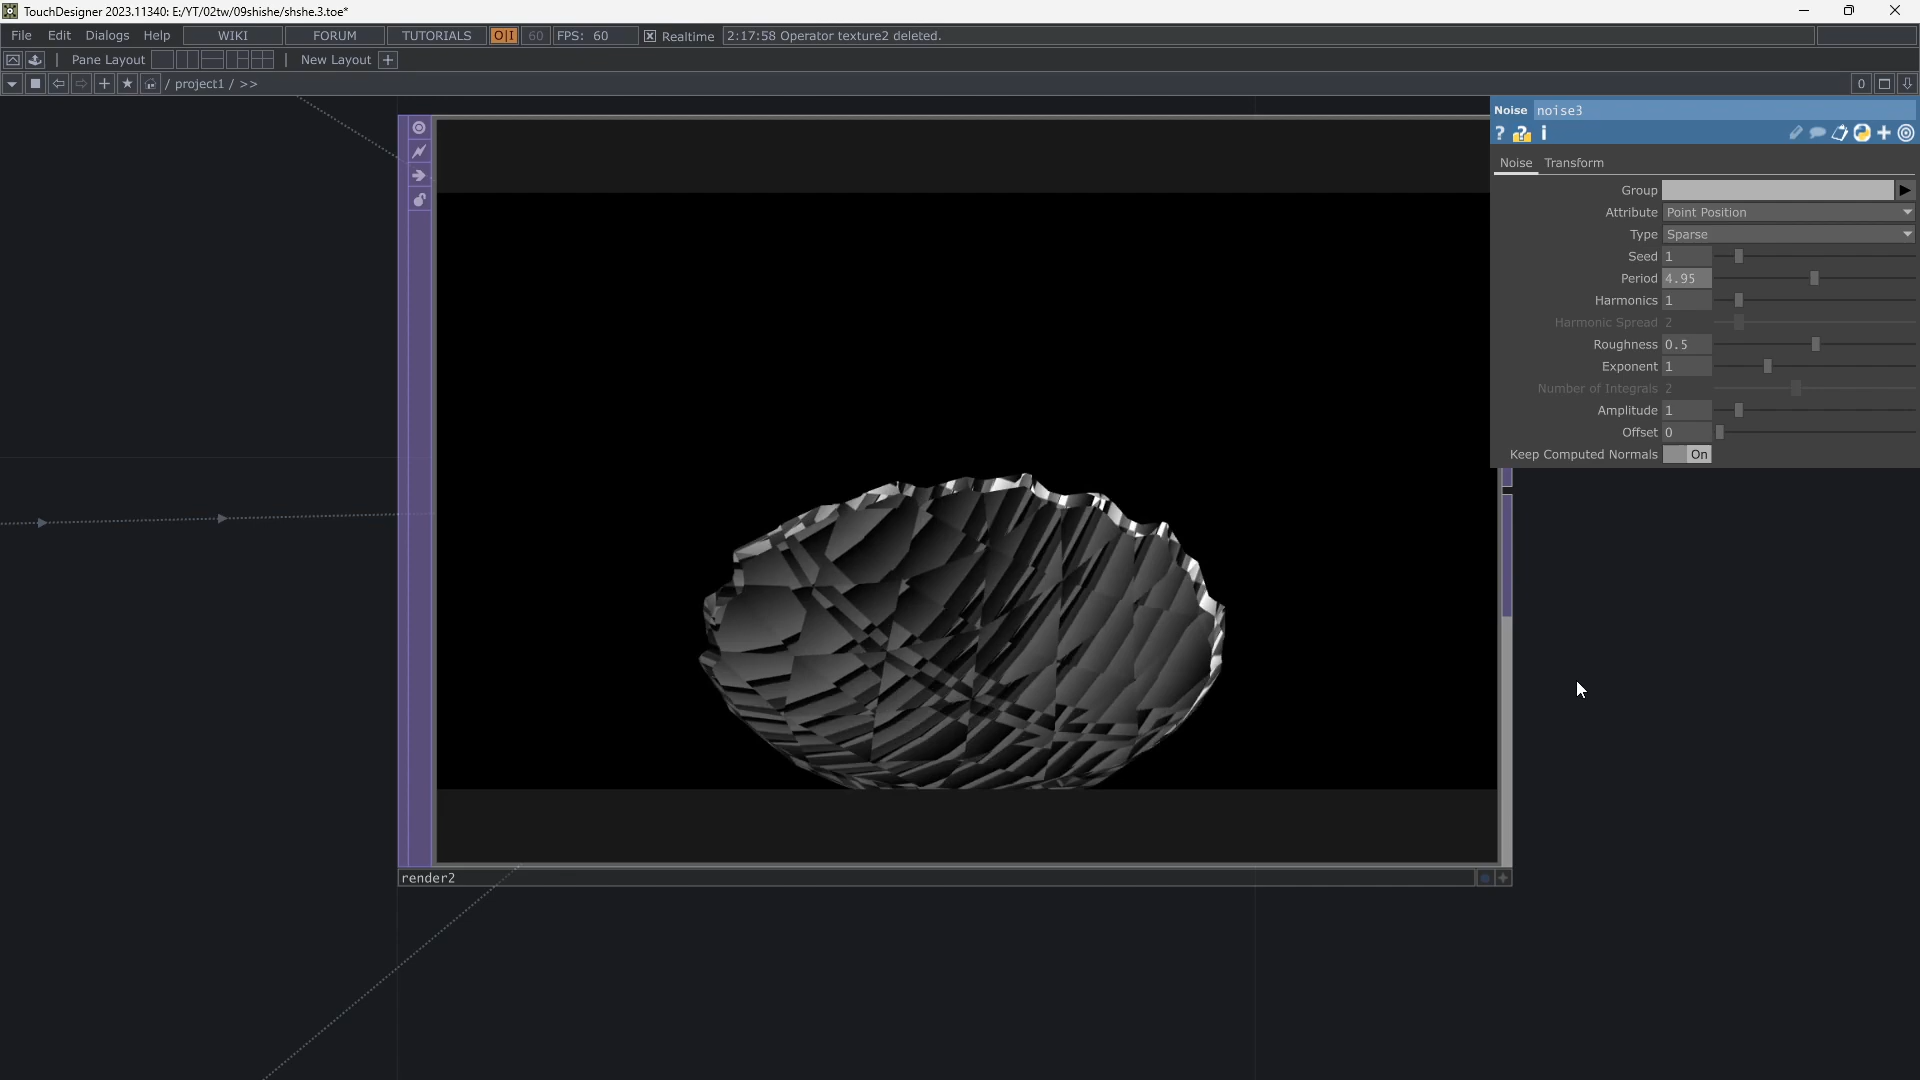 TouchDesigner 2023.11340: E:/YT/02tw/09shishe/shshe.3.toe*
File Edit Dialogs Help WIKI FORUM TUTORIALS O|I 60 FPS: 60 Realtime 2:17:58 Operator texture2 deleted.
Pane Layout New Layout +
/ project1 / >> 0
Noise noise3
? ? i
Noise Transform
Group
Attribute Point Position
Type Sparse
Seed 1
Period 4.95
Harmonics 1
Harmonic Spread 2
Roughness 0.5
Exponent 1
Number of Integrals 2
Amplitude 1
Offset 0
Keep Computed Normals On
render2